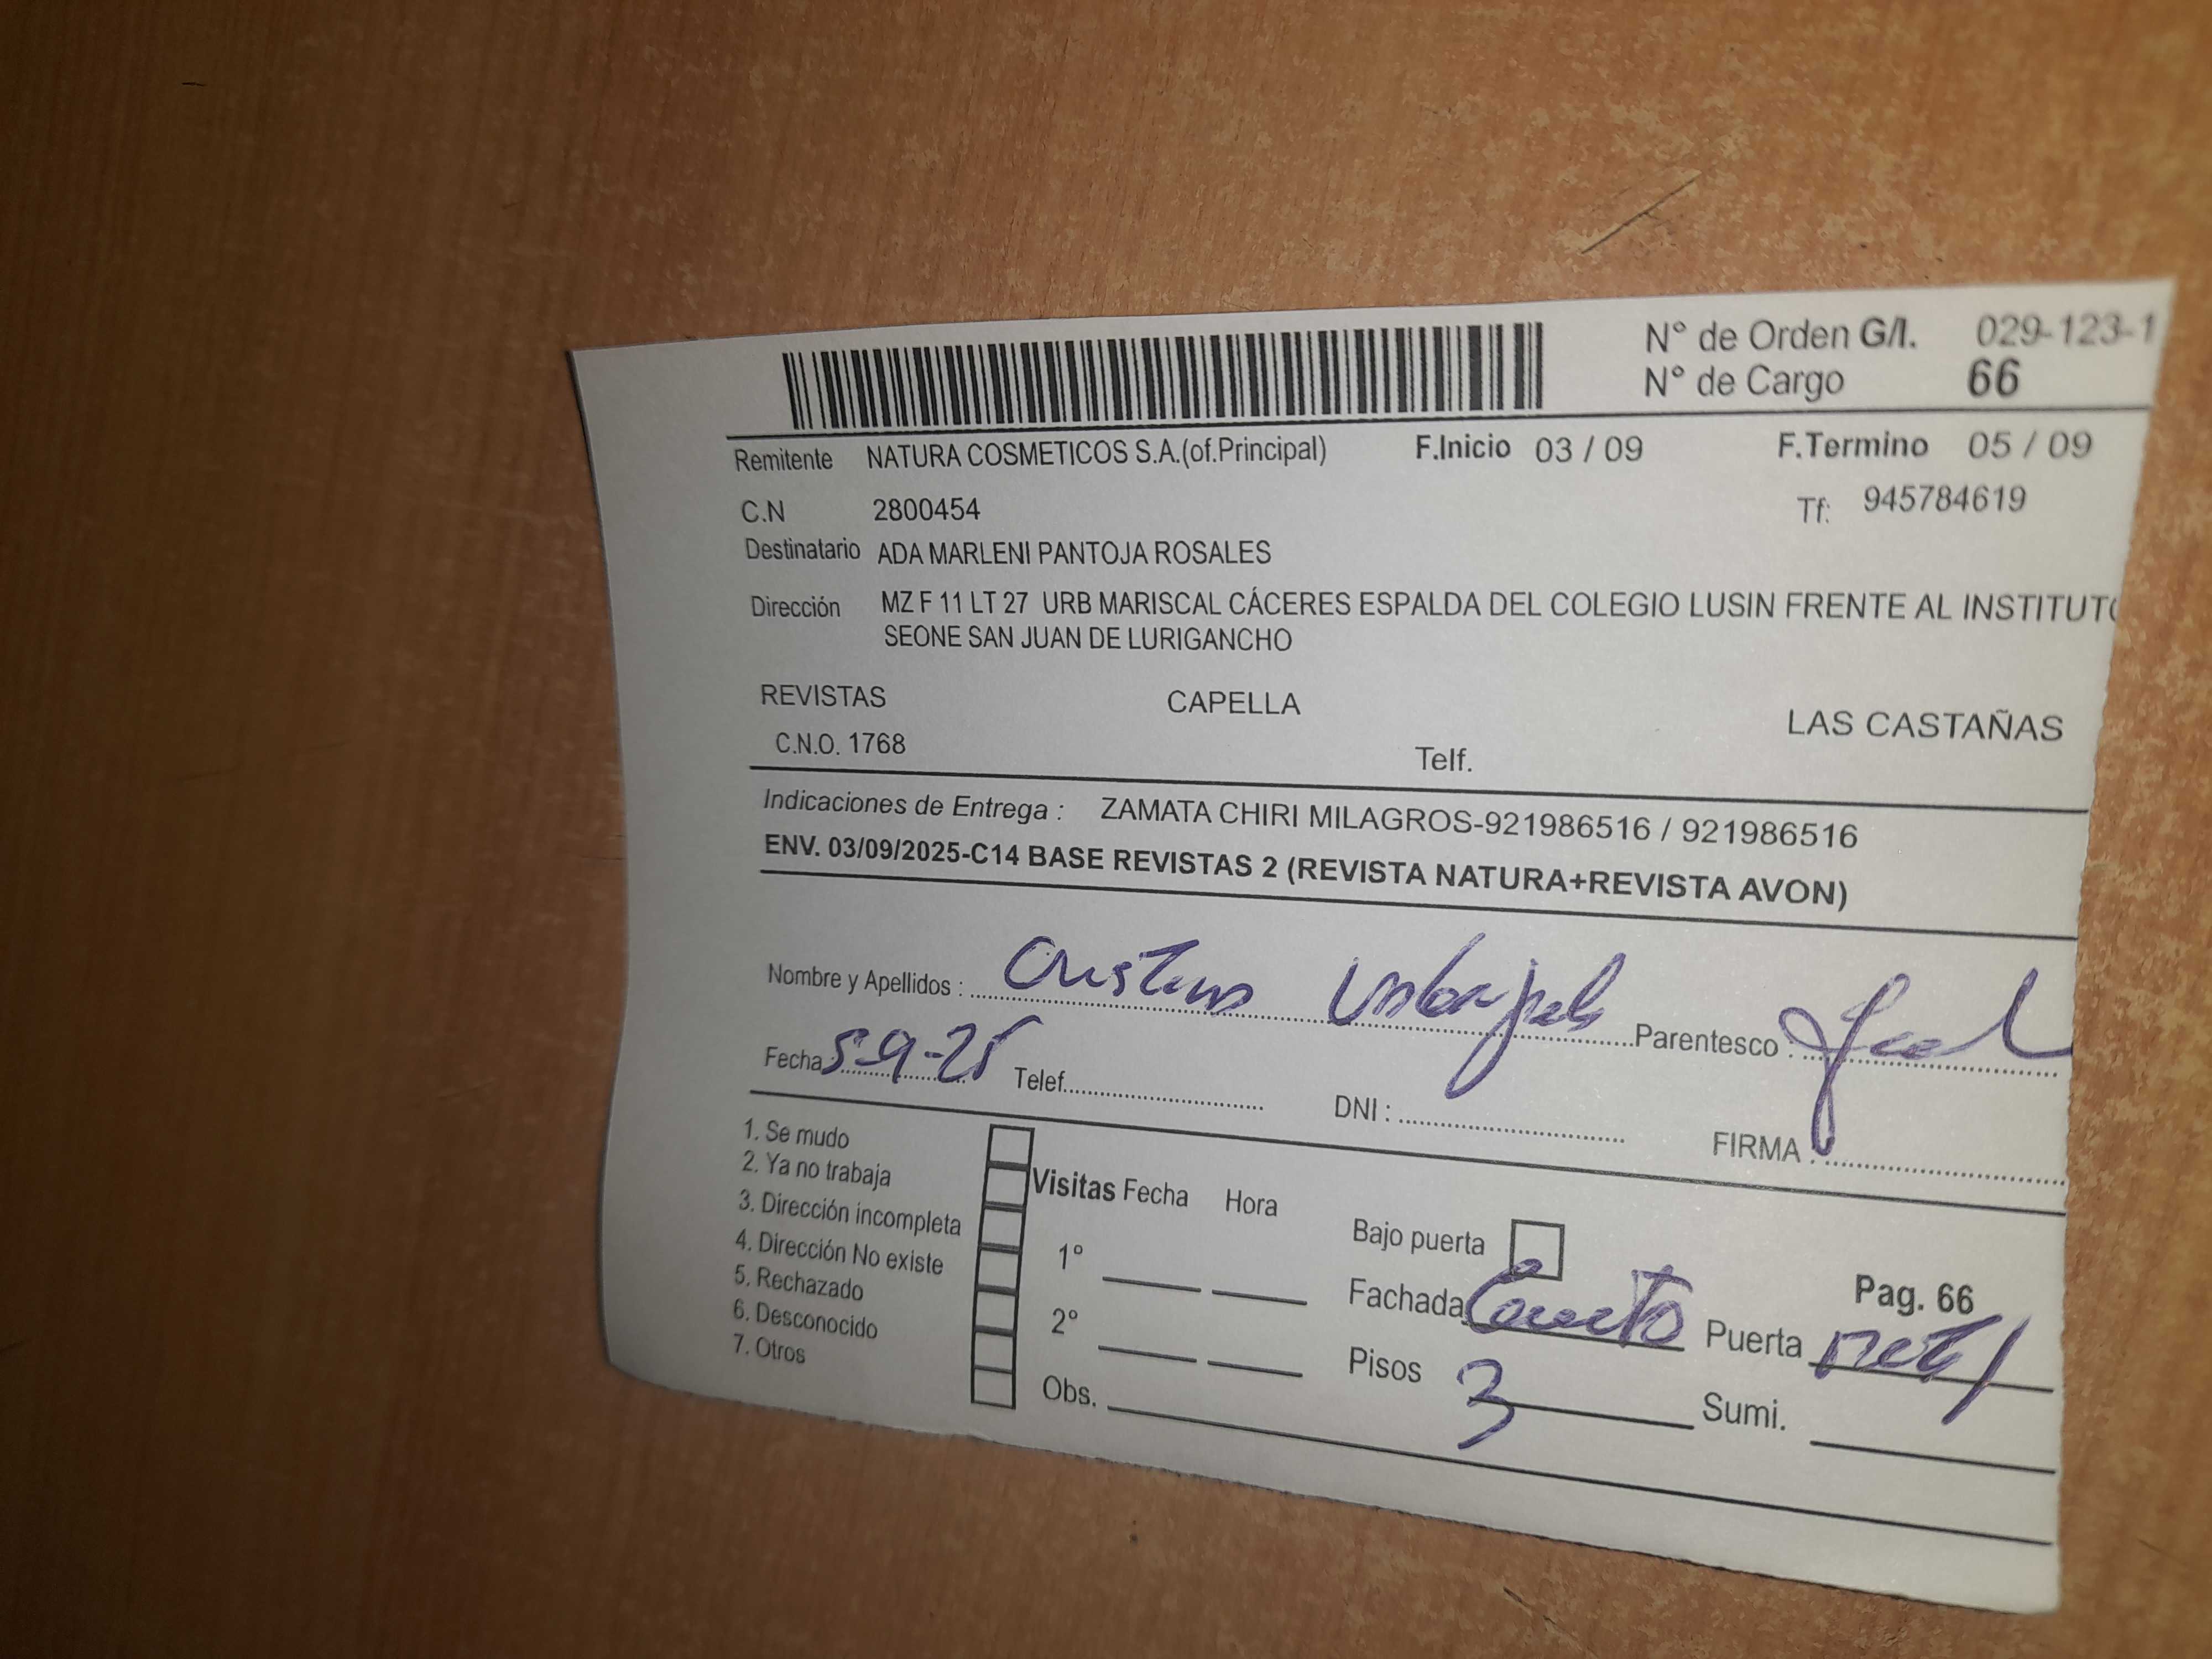 N° de Orden G/I. 029-123-1
N° de Cargo 66
Remitente NATURA COSMETICOS S.A.(of.Principal) F.Inicio 03 / 09 F.Termino 05 / 09
C.N 2800454 Tf: 945784619
Destinatario ADA MARLENI PANTOJA ROSALES
Dirección MZ F 11 LT 27 URB MARISCAL CÁCERES ESPALDA DEL COLEGIO LUSIN FRENTE AL INSTITUTO
SEONE SAN JUAN DE LURIGANCHO
REVISTAS CAPELLA LAS CASTAÑAS
C.N.O. 1768 Telf.
Indicaciones de Entrega : ZAMATA CHIRI MILAGROS-921986516 / 921986516
ENV. 03/09/2025-C14 BASE REVISTAS 2 (REVISTA NATURA+REVISTA AVON)
Nombre y Apellidos : Parentesco :
Fecha 5-9-25 Telef. DNI : FIRMA :
1. Se mudo
2. Ya no trabaja
3. Dirección incompleta
4. Dirección No existe
5. Rechazado
6. Desconocido
7. Otros
Visitas Fecha Hora
1°
2°
Obs.
Bajo puerta
Pag. 66
Fachada Puerta
Pisos 3 Sumi.